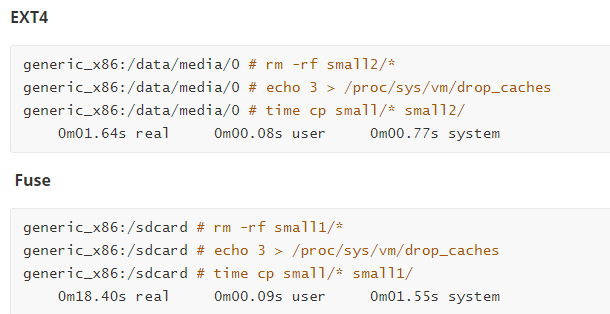 EXT4
generic_x86:/data/media/0 # rm -rf small2/*
generic_x86:/data/media/0 # echo 3 > /proc/sys/vm/drop_caches
generic_x86:/data/media/0 # time cp small/* small2/
    0m01.64s real     0m00.08s user     0m00.77s system
Fuse
generic_x86:/sdcard # rm -rf small1/*
generic_x86:/sdcard # echo 3 > /proc/sys/vm/drop_caches
generic_x86:/sdcard # time cp small/* small1/
    0m18.40s real     0m00.09s user     0m01.55s system